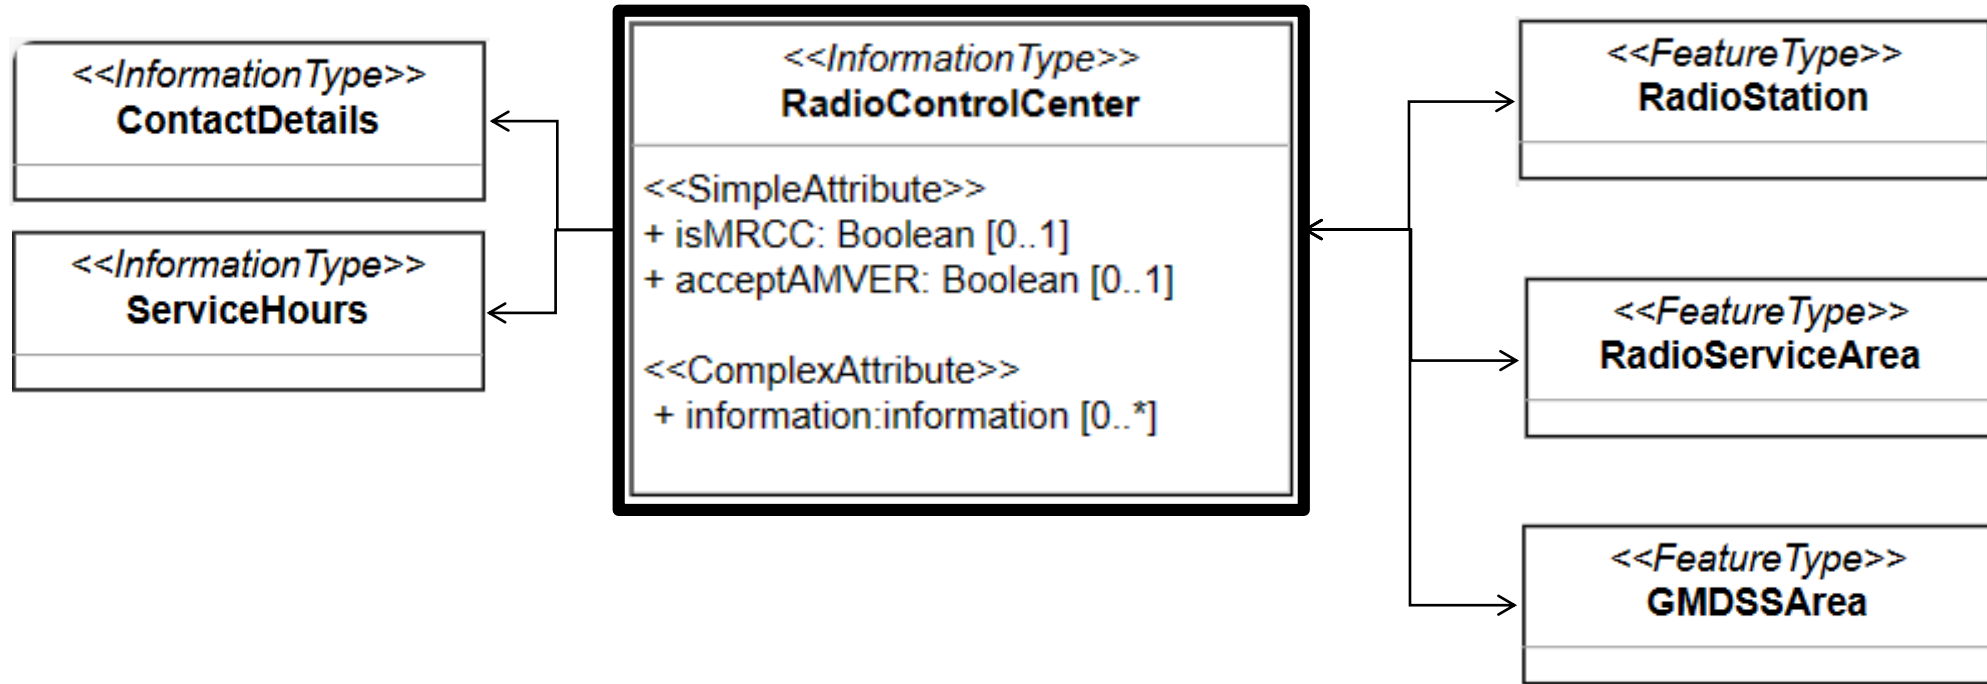 <<InformationType>>
ContactDetails
<<InformationType>>
ServiceHours
<<InformationType>>
RadioControlCenter
<<SimpleAttribute>>
+ isMRCC: Boolean [0..1]
+ acceptAMVER: Boolean [0..1]
<<ComplexAttribute>>
+ information:information [0..*]
<<FeatureType>>
RadioStation
<<FeatureType>>
RadioServiceArea
<<FeatureType>>
GMDSSArea